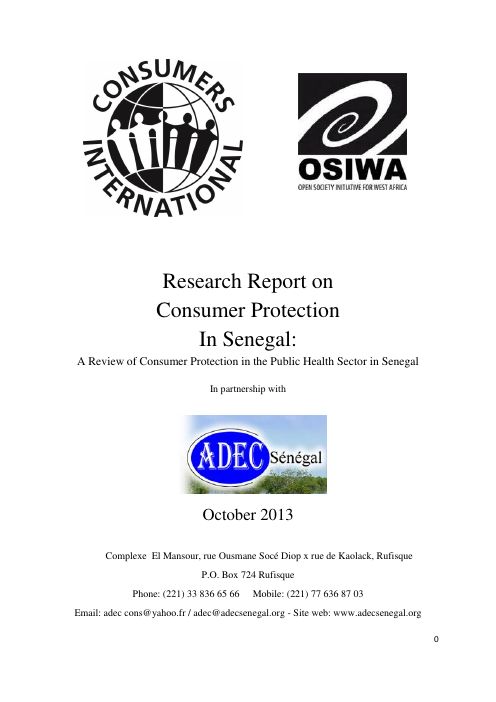 CONSUMERS
INTERNATIONAL
OSIWA
OPEN SOCIETY INITIATIVE FOR WEST AFRICA
Research Report on
Consumer Protection
In Senegal:
A Review of Consumer Protection in the Public Health Sector in Senegal
In partnership with
ADEC Sénégal
October 2013
Complexe El Mansour, rue Ousmane Socé Diop x rue de Kaolack, Rufisque
P.O. Box 724 Rufisque
Phone: (221) 33 836 65 66 Mobile: (221) 77 636 87 03
Email: adec cons@yahoo.fr / adec@adecsenegal.org - Site web: www.adecsenegal.org
0